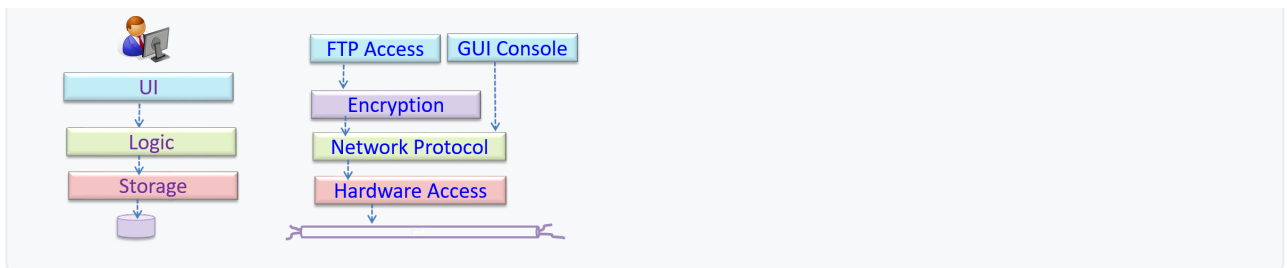 UI
Logic
Storage
FTP Access
GUI Console
Encryption
Network Protocol
Hardware Access